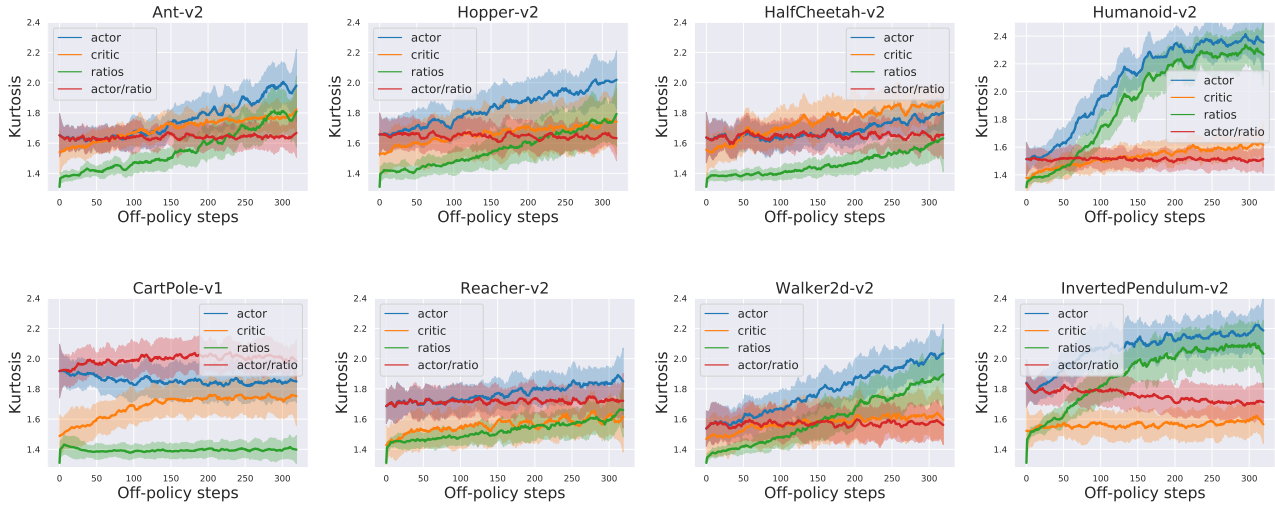 Ant-v2
Kurtosis
2.4
2.2
2.0
1.8
1.6
1.4
actor
critic
ratios
actor/ratio
0 50 100 150 200 250 300
Off-policy steps
Hopper-v2
Kurtosis
2.4
2.2
2.0
1.8
1.6
1.4
actor
critic
ratios
actor/ratio
0 50 100 150 200 250 300
Off-policy steps
HalfCheetah-v2
Kurtosis
2.4
2.2
2.0
1.8
1.6
1.4
actor
critic
ratios
actor/ratio
0 50 100 150 200 250 300
Off-policy steps
Humanoid-v2
Kurtosis
2.4
2.2
2.0
1.8
1.6
1.4
actor
critic
ratios
actor/ratio
0 50 100 150 200 250 300
Off-policy steps
CartPole-v1
Kurtosis
2.4
2.2
2.0
1.8
1.6
1.4
actor
critic
ratios
actor/ratio
0 50 100 150 200 250 300
Off-policy steps
Reacher-v2
Kurtosis
2.4
2.2
2.0
1.8
1.6
1.4
actor
critic
ratios
actor/ratio
0 50 100 150 200 250 300
Off-policy steps
Walker2d-v2
Kurtosis
2.4
2.2
2.0
1.8
1.6
1.4
actor
critic
ratios
actor/ratio
0 50 100 150 200 250 300
Off-policy steps
InvertedPendulum-v2
Kurtosis
2.4
2.2
2.0
1.8
1.6
1.4
actor
critic
ratios
actor/ratio
0 50 100 150 200 250 300
Off-policy steps